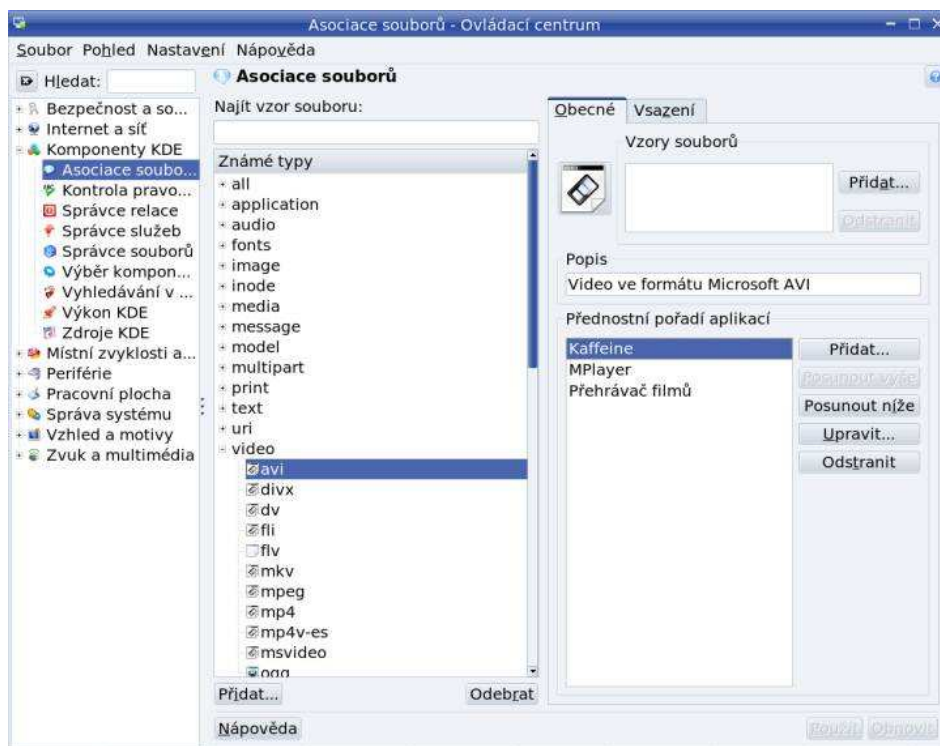 Asociace souborů - Ovládací centrum
Soubor Pohled Nastavení Nápověda
Hledat:
Bezpečnost a so...
Internet a síť
Komponenty KDE
Asociace soubo...
Kontrola pravo...
Správce relace
Správce služeb
Správce souborů
Výběr kompon...
Vyhledávání v ...
Výkon KDE
Zdroje KDE
Místní zvyklosti a...
Periférie
Pracovní plocha
Správa systému
Vzhled a motivy
Zvuk a multimédia
Asociace souborů
Najít vzor souboru:
Známé typy
all
application
audio
fonts
image
inode
media
message
model
multipart
print
text
uri
video
avi
divx
dv
fli
flv
mkv
mpeg
mp4
mp4v-es
msvideo
ogg
Přidat...
Odebrat
Obecné
Vsazení
Vzory souborů
Přidat...
Odstranit
Popis
Video ve formátu Microsoft AVI
Přednostní pořadí aplikací
Kaffeine
MPlayer
Přehrávač filmů
Přidat...
Posunout výše
Posunout níže
Upravit...
Odstranit
Nápověda
Použít
Obnovit